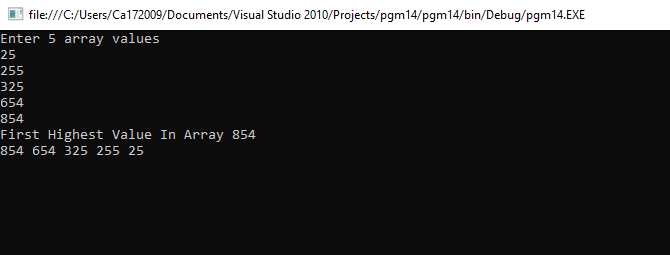 file:///C:/Users/Ca172009/Documents/Visual Studio 2010/Projects/pgm14/pgm14/bin/Debug/pgm14.EXE
Enter 5 array values
25
255
325
654
854
First Highest Value In Array 854
854 654 325 255 25